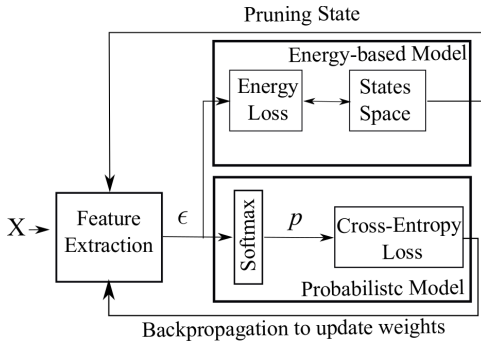 Pruning State
Energy-based Model
Energy
Loss
States
Space
X
Feature
Extraction
ϵ
Softmax
p
Cross-Entropy
Loss
Probabilistc Model
Backpropagation to update weights